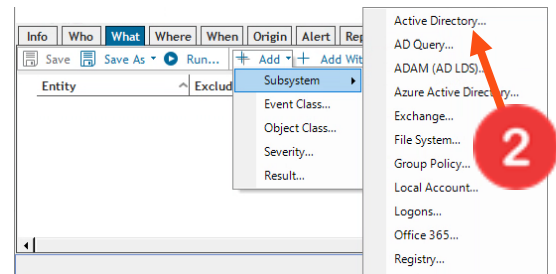 Info Who What Where When Origin Alert Rep
Save Save As Run... Add Add Wit
Entity Exclud
Subsystem
Event Class...
Object Class...
Severity...
Result...
Active Directory...
AD Query...
ADAM (AD LDS)...
Azure Active Directory...
Exchange...
File System...
Group Policy...
Local Account...
Logons...
Office 365...
Registry...
2